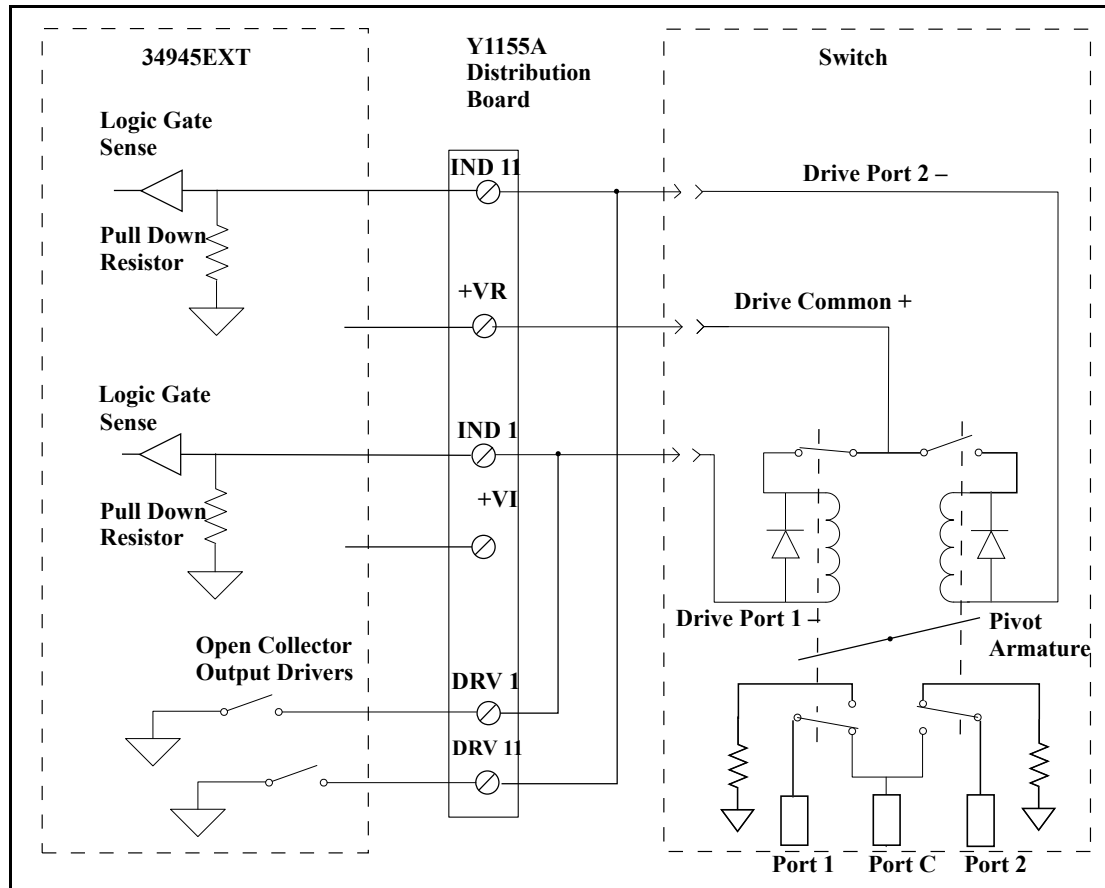 34945EXT
Y1155A
Distribution
Board
Switch
Logic Gate
Sense
IND 11
Drive Port 2 –
Pull Down
Resistor
+VR
Drive Common +
Logic Gate
Sense
IND 1
+VI
Pull Down
Resistor
Drive Port 1 –
Pivot
Armature
Open Collector
Output Drivers
DRV 1
DRV 11
Port 1
Port C
Port 2